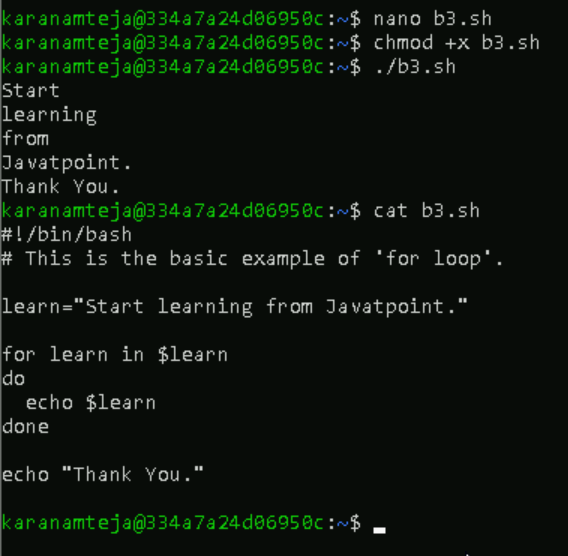 karanamteja@334a7a24d06950c:~$ nano b3.sh
karanamteja@334a7a24d06950c:~$ chmod +x b3.sh
karanamteja@334a7a24d06950c:~$ ./b3.sh
Start
learning
from
Javatpoint.
Thank You.
karanamteja@334a7a24d06950c:~$ cat b3.sh
#!/bin/bash
# This is the basic example of 'for loop'.
learn="Start learning from Javatpoint."
for learn in $learn
do
  echo $learn
done
echo "Thank You."
karanamteja@334a7a24d06950c:~$